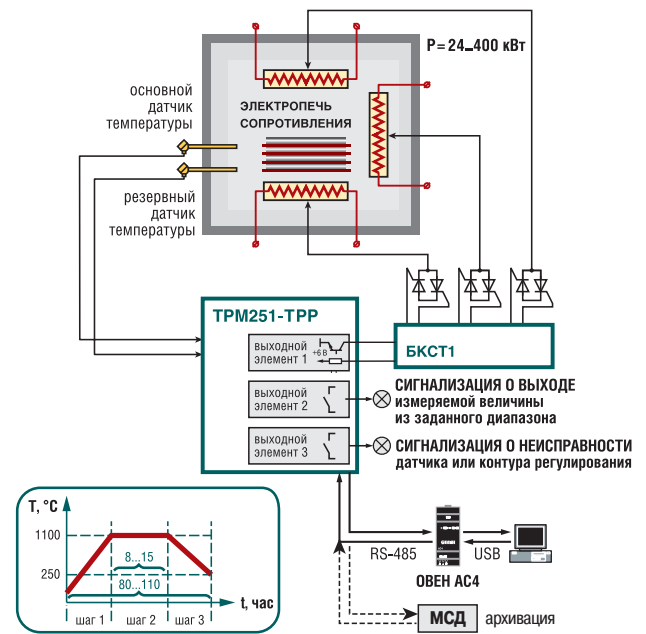 P = 24...400 кВт
основной
датчик
температуры
ЭЛЕКТРОПЕЧЬ
СОПРОТИВЛЕНИЯ
резервный
датчик
температуры
ТРМ251-ТРР
БКСТ1
выходной
элемент 1
+6 В
выходной
элемент 2
СИГНАЛИЗАЦИЯ О ВЫХОДЕ
измеряемой величины
из заданного диапазона
выходной
элемент 3
СИГНАЛИЗАЦИЯ О НЕИСПРАВНОСТИ
датчика или контура регулирования
T, °C
1100
8...15
250
80...110
t, час
шаг 1
шаг 2
шаг 3
RS-485
USB
ОВЕН АС4
МСД
архивация